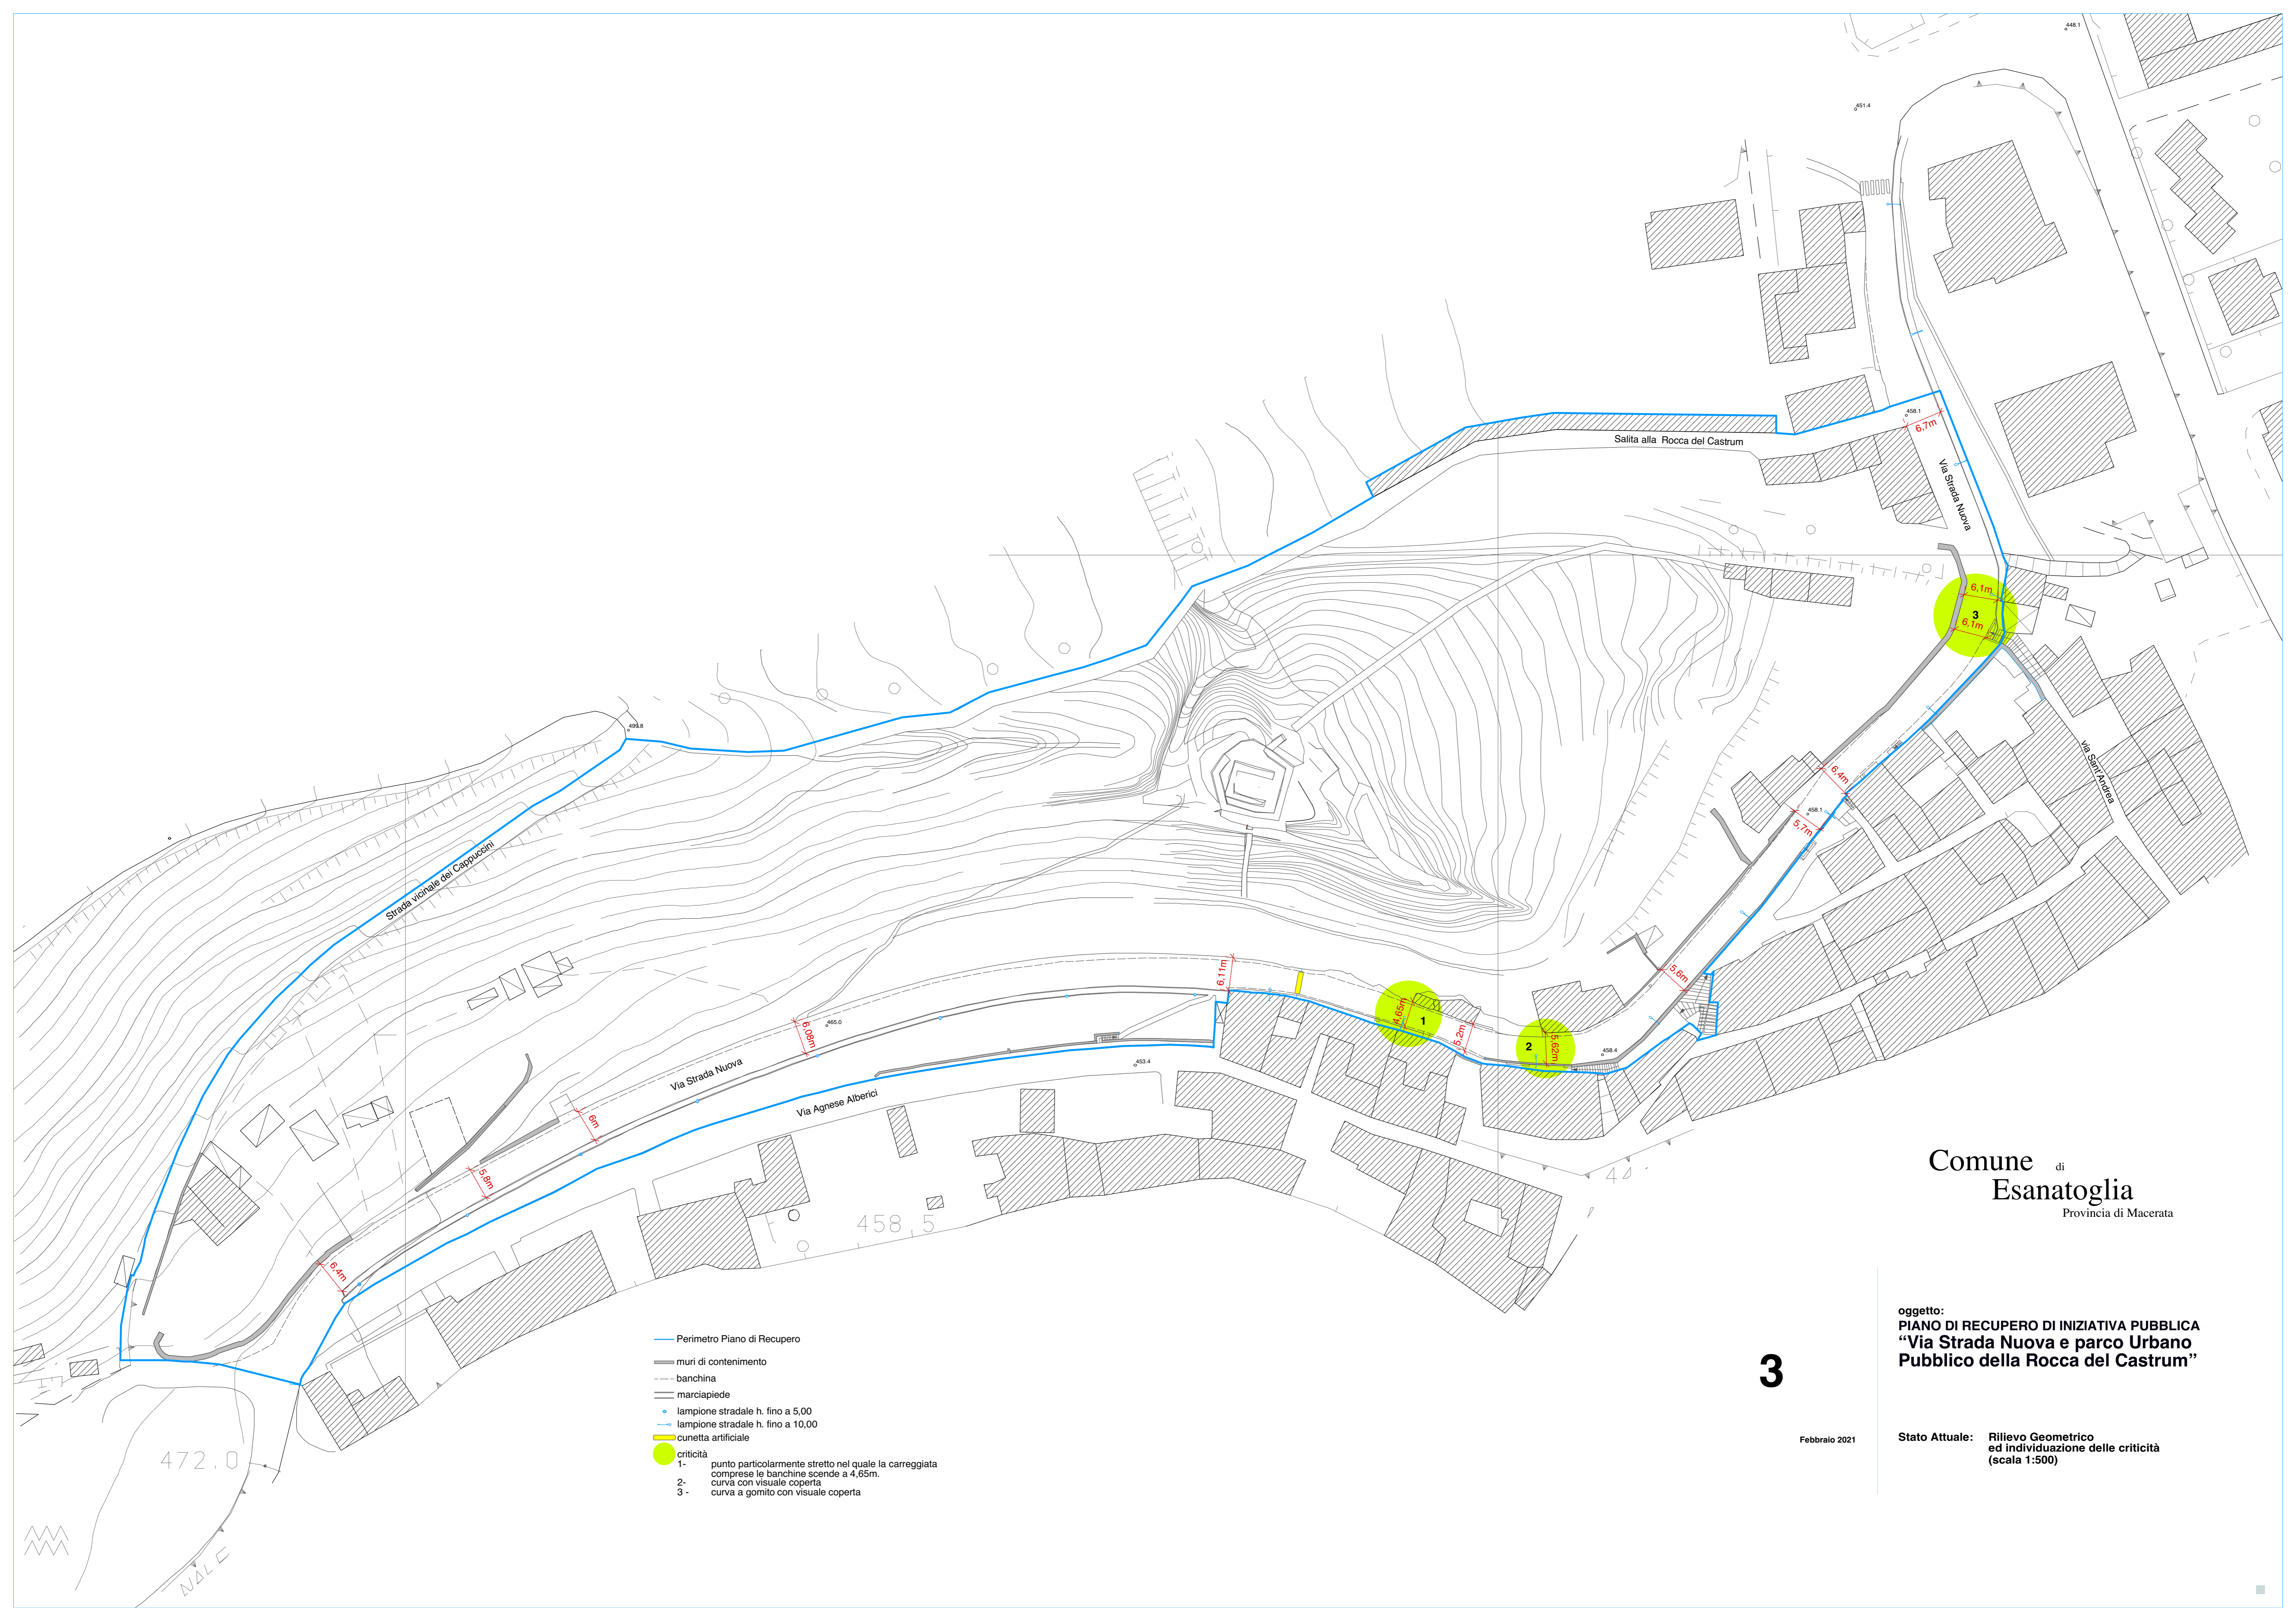 448.1
451.4
458.1
6,7m
Salita alla Rocca del Castrum
Via Strada Nuova
6,1m
3
6,1m
499.8
via Sant'Andrea
6,4m
458.1
5,7m
Strada vicinale dei Cappuccini
6,11m
5,6m
4,65m
1
5,2m
2
5,62m
458.4
6,08m
465.0
453.4
Via Strada Nuova
Via Agnese Alberici
6m
5,8m
458,5
44
6,4m
472.0
Comune di
Esanatoglia
Provincia di Macerata
Perimetro Piano di Recupero
muri di contenimento
banchina
marciapiede
lampione stradale h. fino a 5,00
lampione stradale h. fino a 10,00
cunetta artificiale
criticità
1- punto particolarmente stretto nel quale la carreggiata
comprese le banchine scende a 4,65m.
2- curva con visuale coperta
3 - curva a gomito con visuale coperta
3
Febbraio 2021
oggetto:
PIANO DI RECUPERO DI INIZIATIVA PUBBLICA
“Via Strada Nuova e parco Urbano
Pubblico della Rocca del Castrum”
Stato Attuale: Rilievo Geometrico
ed individuazione delle criticità
(scala 1:500)